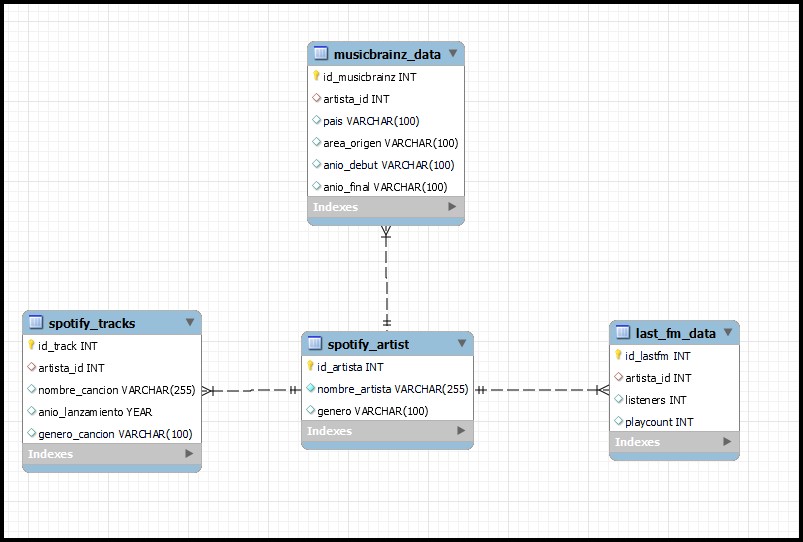 musicbrainz_data
id_musicbrainz INT
artista_id INT
pais VARCHAR(100)
area_origen VARCHAR(100)
anio_debut VARCHAR(100)
anio_final VARCHAR(100)
Indexes
spotify_tracks
id_track INT
artista_id INT
nombre_cancion VARCHAR(255)
anio_lanzamiento YEAR
genero_cancion VARCHAR(100)
Indexes
spotify_artist
id_artista INT
nombre_artista VARCHAR(255)
genero VARCHAR(100)
Indexes
last_fm_data
id_lastfm INT
artista_id INT
listeners INT
playcount INT
Indexes